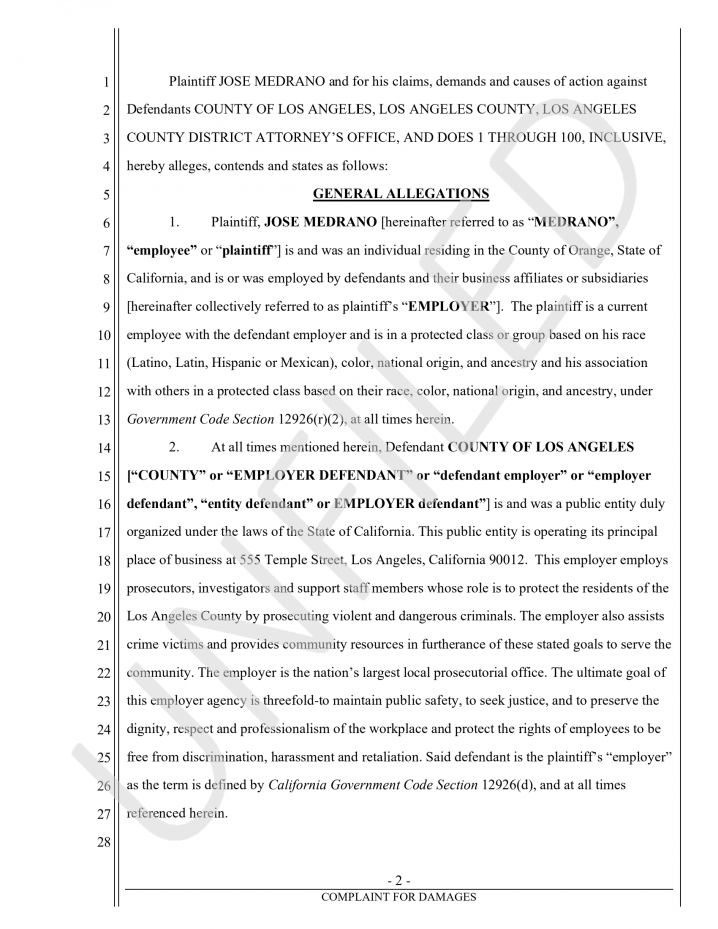 1 Plaintiff JOSE MEDRANO and for his claims, demands and causes of action against
2 Defendants COUNTY OF LOS ANGELES, LOS ANGELES COUNTY, LOS ANGELES
3 COUNTY DISTRICT ATTORNEY'S OFFICE, AND DOES 1 THROUGH 100, INCLUSIVE,
4 hereby alleges, contends and states as follows:
5 GENERAL ALLEGATIONS
6 1. Plaintiff, JOSE MEDRANO [hereinafter referred to as “MEDRANO”,
7 “employee” or “plaintiff”] is and was an individual residing in the County of Orange, State of
8 California, and is or was employed by defendants and their business affiliates or subsidiaries
9 [hereinafter collectively referred to as plaintiff's “EMPLOYER”]. The plaintiff is a current
10 employee with the defendant employer and is in a protected class or group based on his race
11 (Latino, Latin, Hispanic or Mexican), color, national origin, and ancestry and his association
12 with others in a protected class based on their race, color, national origin, and ancestry, under
13 Government Code Section 12926(r)(2), at all times herein.
14 2. At all times mentioned herein, Defendant COUNTY OF LOS ANGELES
15 [“COUNTY” or “EMPLOYER DEFENDANT” or “defendant employer” or “employer
16 defendant”, “entity defendant” or EMPLOYER defendant”] is and was a public entity duly
17 organized under the laws of the State of California. This public entity is operating its principal
18 place of business at 555 Temple Street, Los Angeles, California 90012. This employer employs
19 prosecutors, investigators and support staff members whose role is to protect the residents of the
20 Los Angeles County by prosecuting violent and dangerous criminals. The employer also assists
21 crime victims and provides community resources in furtherance of these stated goals to serve the
22 community. The employer is the nation's largest local prosecutorial office. The ultimate goal of
23 this employer agency is threefold-to maintain public safety, to seek justice, and to preserve the
24 dignity, respect and professionalism of the workplace and protect the rights of employees to be
25 free from discrimination, harassment and retaliation. Said defendant is the plaintiff's “employer”
26 as the term is defined by California Government Code Section 12926(d), and at all times
27 referenced herein.
28
- 2 -
COMPLAINT FOR DAMAGES
UNFILED